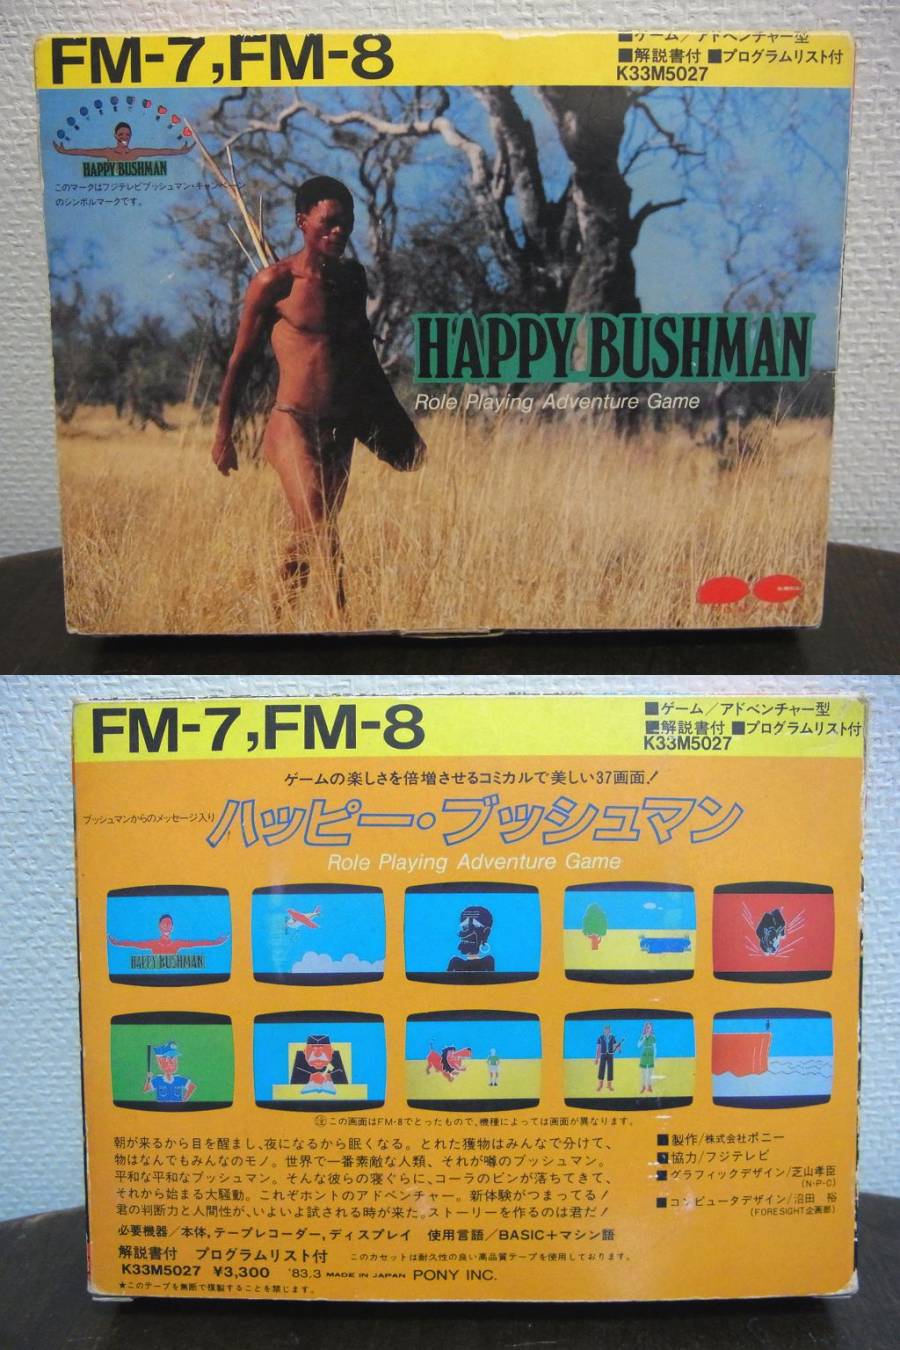 FM-7,FM-8
■ゲーム/アドベンチャー型
■解説書付 ■プログラムリスト付
K33M5027
HAPPY BUSHMAN
このマークはフジテレビブッシュマン・キャンペーン
のシンボルマークです。
HAPPY BUSHMAN
Role Playing Adventure Game
FM-7,FM-8
■ゲーム/アドベンチャー型
■解説書付 ■プログラムリスト付
K33M5027
ゲームの楽しさを倍増させるコミカルで美しい37画面!
ブッシュマンからのメッセージ入り
ハッピー・ブッシュマン
Role Playing Adventure Game
HAPPY BUSHMAN
注この画面はFM-8でとったもので、機種によっては画面が異なります。
朝が来るから目を醒まし、夜になるから眠くなる。とれた獲物はみんなで分けて、
物はなんでもみんなのモノ。世界で一番素敵な人類、それが噂のブッシュマン。
平和な平和なブッシュマン。そんな彼らの寝ぐらに、コーラのビンが落ちてきて、
それから始まる大騒動。これぞホントのアドベンチャー。新体験がつまってる!
君の判断力と人間性が、いよいよ試される時が来た。ストーリーを作るのは君だ!
必要機器/本体,テープレコーダー,ディスプレイ 使用言語/BASIC+マシン語
解説書付 プログラムリスト付 このカセットは耐久性の良い高品質テープを使用しております。
K33M5027 ¥3,300 '83.3 MADE IN JAPAN PONY INC.
★このテープを無断で複製することを禁じます。
■製作/株式会社ポニー
■協力/フジテレビ
■グラフィックデザイン/芝山孝臣
(N・P・C)
■コンピュータデザイン/沼田 裕
(FORESIGHT企画部)